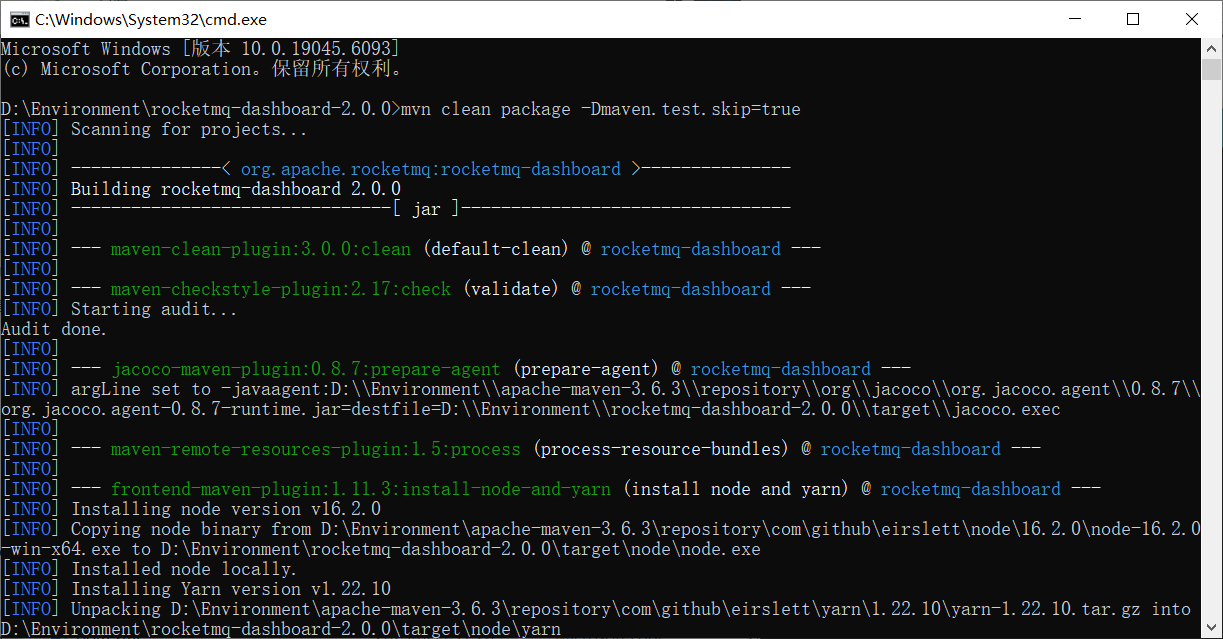 C:\Windows\System32\cmd.exe
Microsoft Windows [版本 10.0.19045.6093]
(c) Microsoft Corporation。保留所有权利。
D:\Environment\rocketmq-dashboard-2.0.0>mvn clean package -Dmaven.test.skip=true
[INFO] Scanning for projects...
[INFO]
[INFO] ---------------< org.apache.rocketmq:rocketmq-dashboard >---------------
[INFO] Building rocketmq-dashboard 2.0.0
[INFO] --------------------------------[ jar ]---------------------------------
[INFO]
[INFO] --- maven-clean-plugin:3.0.0:clean (default-clean) @ rocketmq-dashboard ---
[INFO]
[INFO] --- maven-checkstyle-plugin:2.17:check (validate) @ rocketmq-dashboard ---
[INFO] Starting audit...
Audit done.
[INFO]
[INFO] --- jacoco-maven-plugin:0.8.7:prepare-agent (prepare-agent) @ rocketmq-dashboard ---
[INFO] argLine set to -javaagent:D:\\Environment\\apache-maven-3.6.3\\repository\\org\\jacoco\\org.jacoco.agent\\0.8.7\\
org.jacoco.agent-0.8.7-runtime.jar=destfile=D:\\Environment\\rocketmq-dashboard-2.0.0\\target\\jacoco.exec
[INFO]
[INFO] --- maven-remote-resources-plugin:1.5:process (process-resource-bundles) @ rocketmq-dashboard ---
[INFO]
[INFO] --- frontend-maven-plugin:1.11.3:install-node-and-yarn (install node and yarn) @ rocketmq-dashboard ---
[INFO] Installing node version v16.2.0
[INFO] Copying node binary from D:\Environment\apache-maven-3.6.3\repository\com\github\eirslett\node\16.2.0\node-16.2.0
-win-x64.exe to D:\Environment\rocketmq-dashboard-2.0.0\target\node\node.exe
[INFO] Installed node locally.
[INFO] Installing Yarn version v1.22.10
[INFO] Unpacking D:\Environment\apache-maven-3.6.3\repository\com\github\eirslett\yarn\1.22.10\yarn-1.22.10.tar.gz into
D:\Environment\rocketmq-dashboard-2.0.0\target\node\yarn